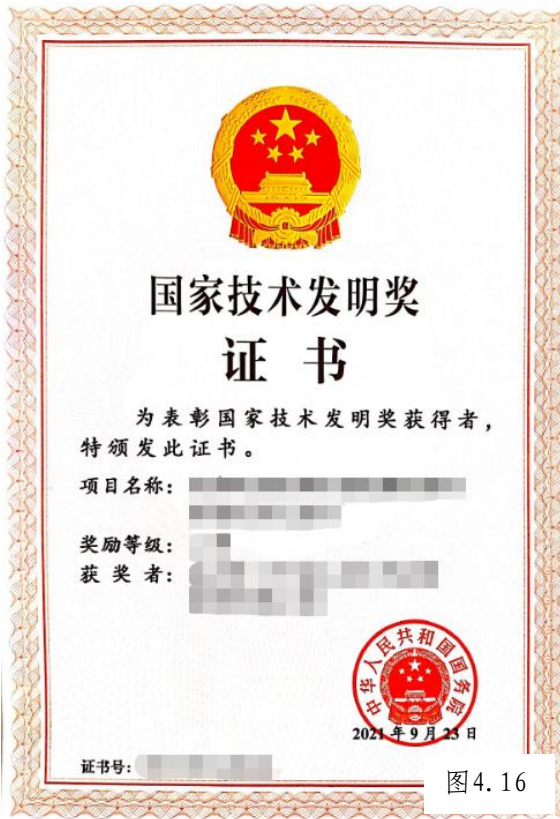 国家技术发明奖
证书
为表彰国家技术发明奖获得者，
特颁发此证书。
项目名称：
奖励等级：
获奖者：
中华人民共和国国务院
2021年9月23日
证书号：
图4.16